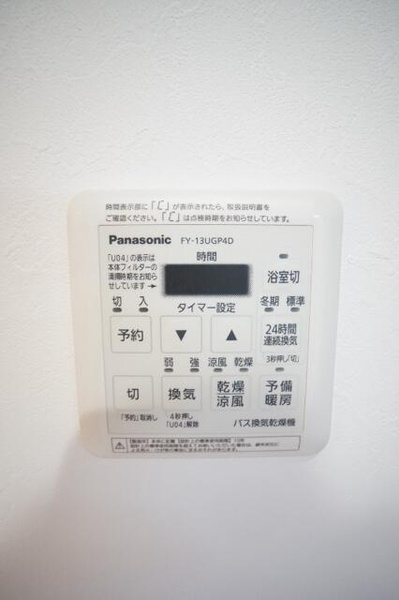 時間表示部に「C」が表示されたら、取扱説明書を
ご確認ください。「C」は点検時期をお知らせしています。
Panasonic FY-13UGP4D
「U04」の表示は
本体フィルターの
清掃時期をお知ら
せしています→
時間
浴室切
切 入
タイマー設定
冬期 標準
予約
▼
▲
24時間
連続換気
弱 強 涼風 乾燥
3秒押し「切」
切
換気
乾燥
涼風
予備
暖房
「予約」取消し
4秒押し
「U04」解除
バス換気乾燥機